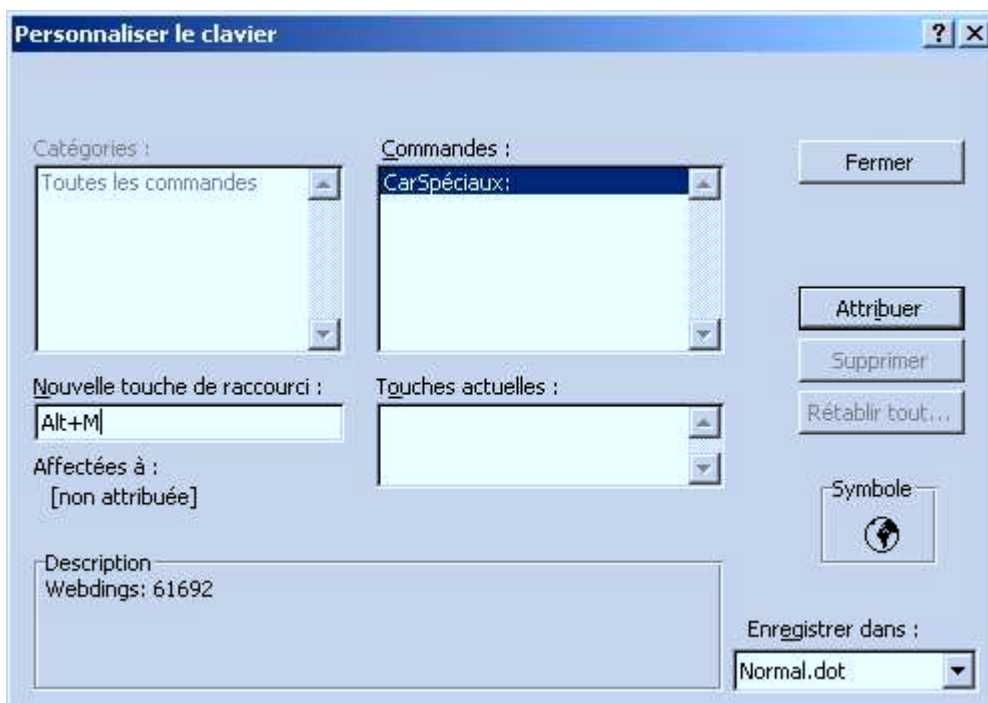 Personnaliser le clavier
Catégories :
Toutes les commandes
Commandes :
CarSpéciaux:
Fermer
Attribuer
Supprimer
Rétablir tout...
Nouvelle touche de raccourci :
Alt+M
Touches actuelles :
Affectées à :
[non attribuée]
Symbole
Description
Webdings: 61692
Enregistrer dans :
Normal.dot